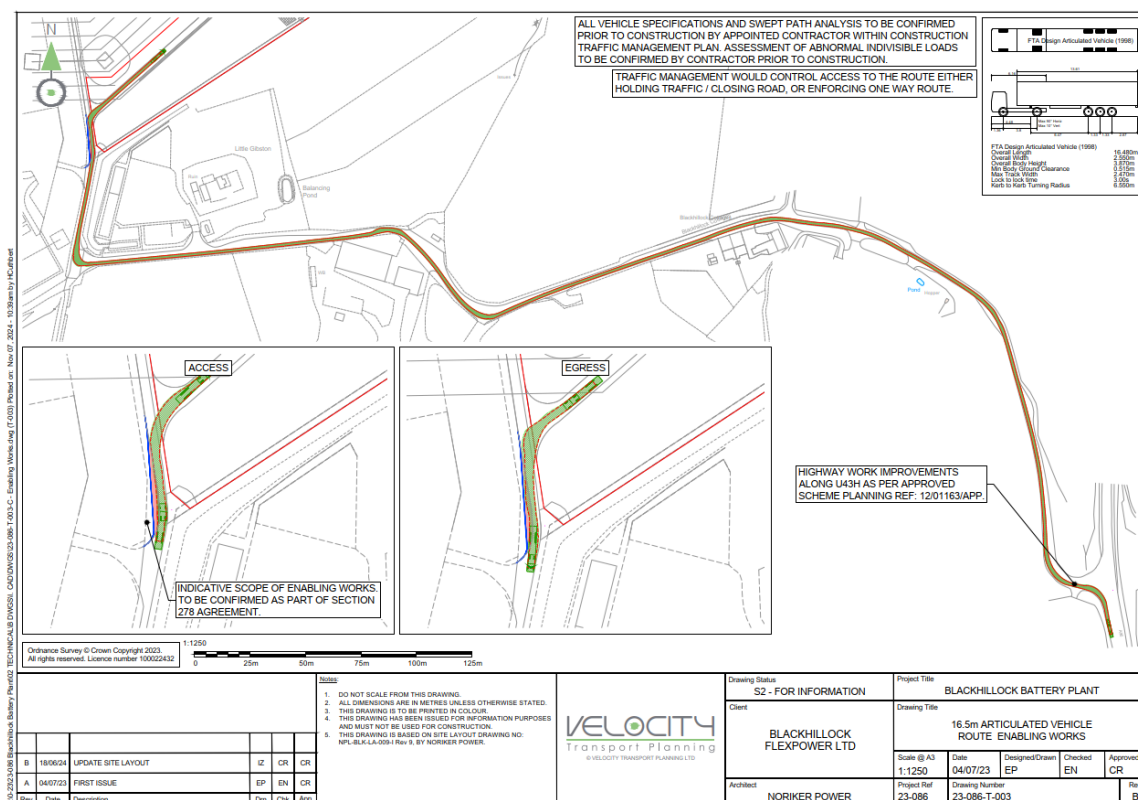 N
ALL VEHICLE SPECIFICATIONS AND SWEPT PATH ANALYSIS TO BE CONFIRMED
PRIOR TO CONSTRUCTION BY APPOINTED CONTRACTOR WITHIN CONSTRUCTION
TRAFFIC MANAGEMENT PLAN. ASSESSMENT OF ABNORMAL INDIVISIBLE LOADS
TO BE CONFIRMED BY CONTRACTOR PRIOR TO CONSTRUCTION.
TRAFFIC MANAGEMENT WOULD CONTROL ACCESS TO THE ROUTE EITHER
HOLDING TRAFFIC / CLOSING ROAD, OR ENFORCING ONE WAY ROUTE.
FTA Design Articulated Vehicle (1998)
FTA Design Articulated Vehicle (1998)
Overall Length 16.480m
Overall Width 2.550m
Overall Body Height 3.870m
Min Body Ground Clearance 0.515m
Max Track Width 2.470m
Lock to lock time 3.00s
Kerb to Kerb Turning Radius 6.550m
Little Gibston
Balancing
Pond
Pond
ACCESS
EGRESS
INDICATIVE SCOPE OF ENABLING WORKS.
TO BE CONFIRMED AS PART OF SECTION
278 AGREEMENT.
HIGHWAY WORK IMPROVEMENTS
ALONG U43H AS PER APPROVED
SCHEME PLANNING REF: 12/01163/APP.
Ordnance Survey © Crown Copyright 2023.
All rights reserved. Licence number 100022432
1:1250
0 25m 50m 75m 100m 125m
Notes:
1. DO NOT SCALE FROM THIS DRAWING.
2. ALL DIMENSIONS ARE IN METRES UNLESS OTHERWISE STATED.
3. THIS DRAWING IS TO BE PRINTED IN COLOUR.
4. THIS DRAWING HAS BEEN ISSUED FOR INFORMATION PURPOSES
AND MUST NOT BE USED FOR CONSTRUCTION.
5. THIS DRAWING IS BASED ON SITE LAYOUT DRAWING NO:
NPL-BLK-LA-009-I Rev 9, BY NORIKER POWER.
B 18/06/24 UPDATE SITE LAYOUT IZ CR CR
A 04/07/23 FIRST ISSUE EP EN CR
Rev Date Description Drn Chk App
VELOCITY
Transport Planning
© VELOCITY TRANSPORT PLANNING LTD
Drawing Status
S2 - FOR INFORMATION
Client
BLACKHILLOCK
FLEXPOWER LTD
Architect
NORIKER POWER
Project Title
BLACKHILLOCK BATTERY PLANT
Drawing Title
16.5m ARTICULATED VEHICLE
ROUTE ENABLING WORKS
Scale @ A3 Date Designed/Drawn Checked Approved
1:1250 04/07/23 EP EN CR
Project Ref Drawing Number
23-086 23-086-T-003 B